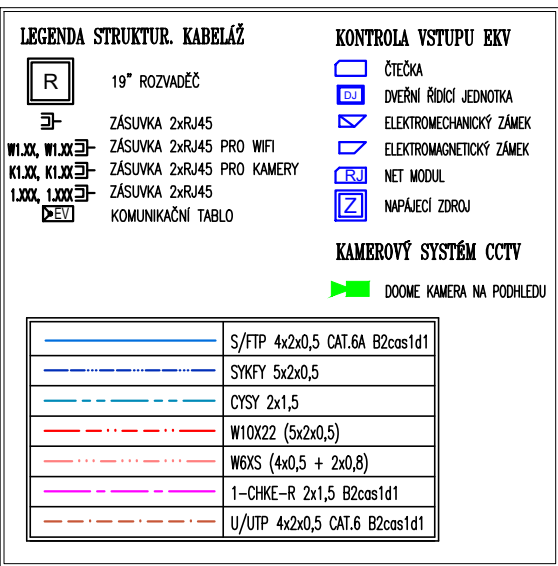 LEGENDA STRUKTUR. KABELÁŽ
R 19" ROZVADĚČ
ZÁSUVKA 2xRJ45
W1.XX, W1.XX ZÁSUVKA 2xRJ45 PRO WIFI
K1.XX, K1.XX ZÁSUVKA 2xRJ45 PRO KAMERY
1.XXX, 1.XXX ZÁSUVKA 2xRJ45
EV KOMUNIKAČNÍ TABLO
KONTROLA VSTUPU EKV
ČTEČKA
DJ DVEŘNÍ ŘÍDÍCÍ JEDNOTKA
ELEKTROMECHANICKÝ ZÁMEK
ELEKTROMAGNETICKÝ ZÁMEK
RJ NET MODUL
Z NAPÁJECÍ ZDROJ
KAMEROVÝ SYSTÉM CCTV
DOOME KAMERA NA PODHLEDU
S/FTP 4x2x0,5 CAT.6A B2cas1d1
SYKFY 5x2x0,5
CYSY 2x1,5
W10X22 (5x2x0,5)
W6XS (4x0,5 + 2x0,8)
1-CHKE-R 2x1,5 B2cas1d1
U/UTP 4x2x0,5 CAT.6 B2cas1d1